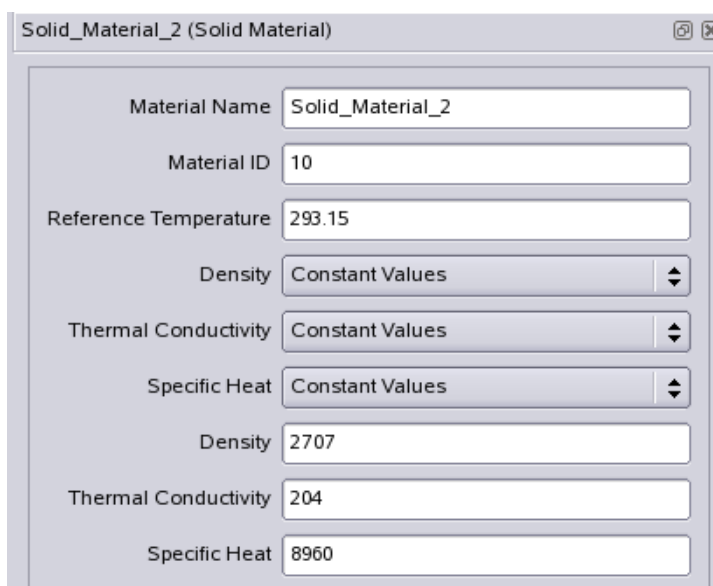 Solid_Material_2 (Solid Material)
Material Name Solid_Material_2
Material ID 10
Reference Temperature 293.15
Density Constant Values
Thermal Conductivity Constant Values
Specific Heat Constant Values
Density 2707
Thermal Conductivity 204
Specific Heat 8960